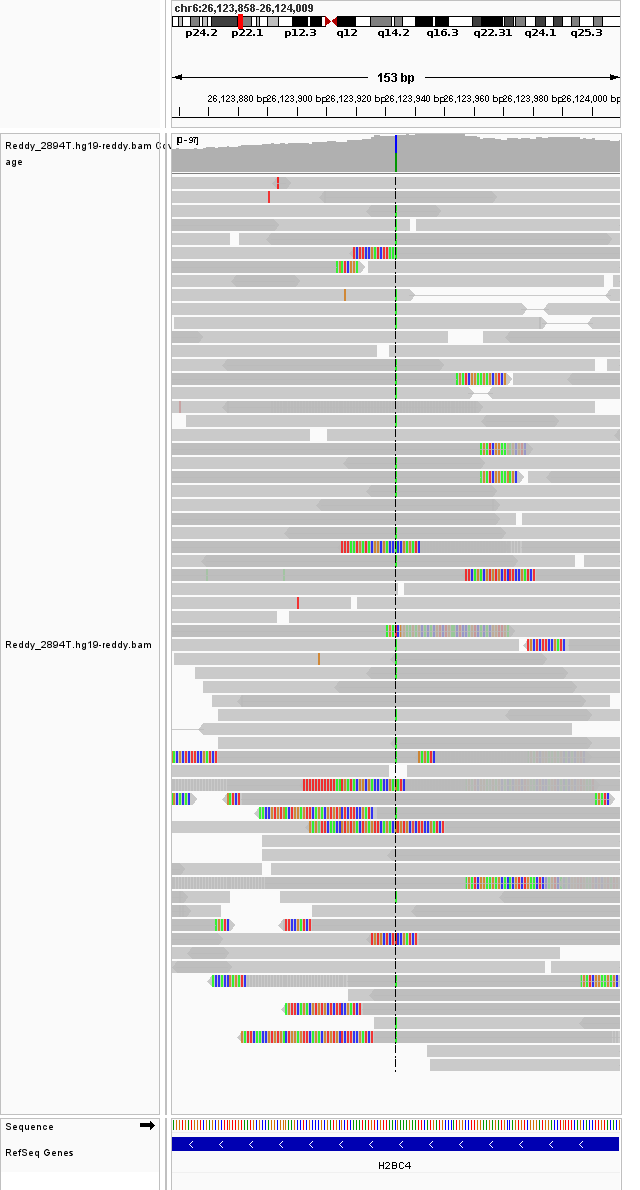 chr6:26,123,858-26,124,009
p24.2 p22.1 p12.3 q12 q14.2 q16.3 q22.31 q24.1 q25.3
153 bp
26,123,880 bp 26,123,900 bp 26,123,920 bp 26,123,940 bp 26,123,960 bp 26,123,980 bp 26,124,000 bp
[0-97]
Reddy_2894T.hg19-reddy.bam Cov
age
Reddy_2894T.hg19-reddy.bam
Sequence
RefSeq Genes
H2BC4